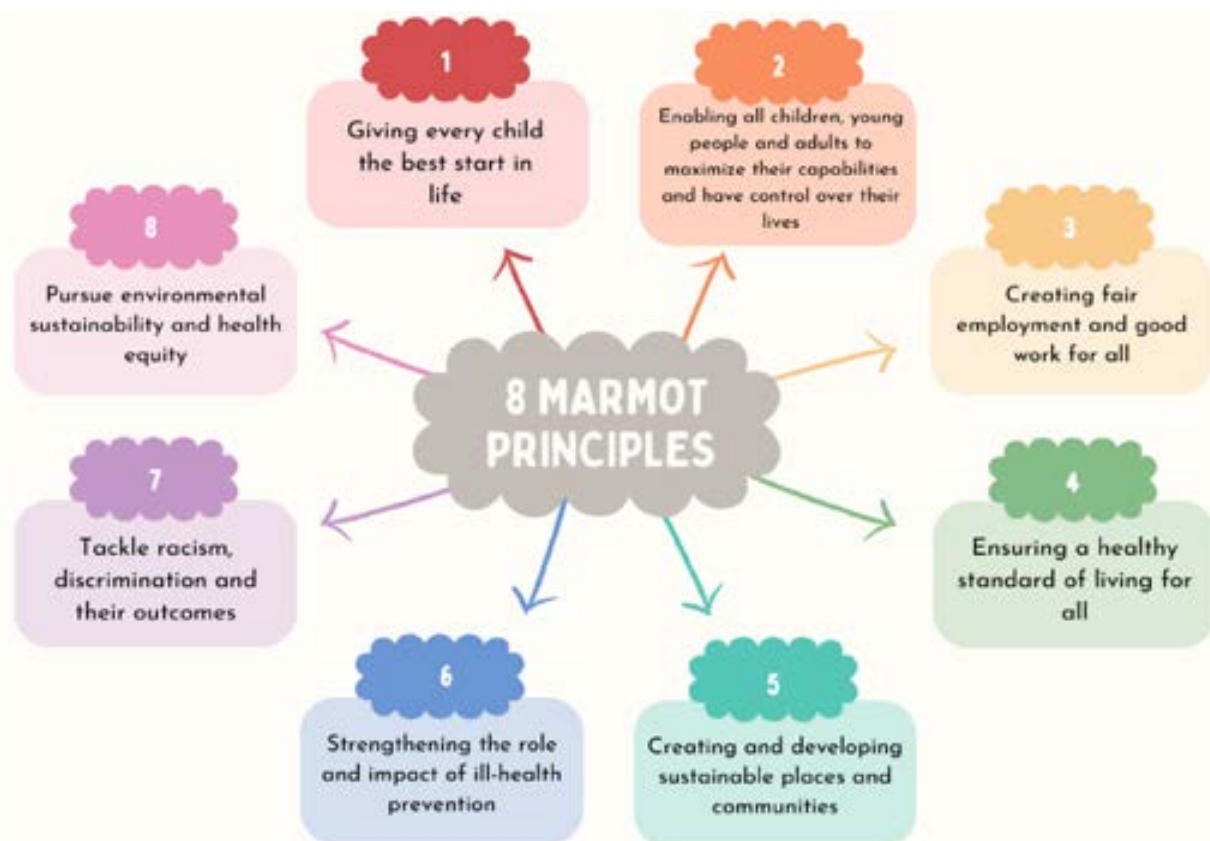 8 MARMOT
PRINCIPLES
1
Giving every child
the best start in
life
2
Enabling all children, young
people and adults to
maximize their capabilities
and have control over their
lives
3
Creating fair
employment and good
work for all
4
Ensuring a healthy
standard of living for
all
5
Creating and developing
sustainable places and
communities
6
Strengthening the role
and impact of ill-health
prevention
7
Tackle racism,
discrimination and
their outcomes
8
Pursue environmental
sustainability and health
equity